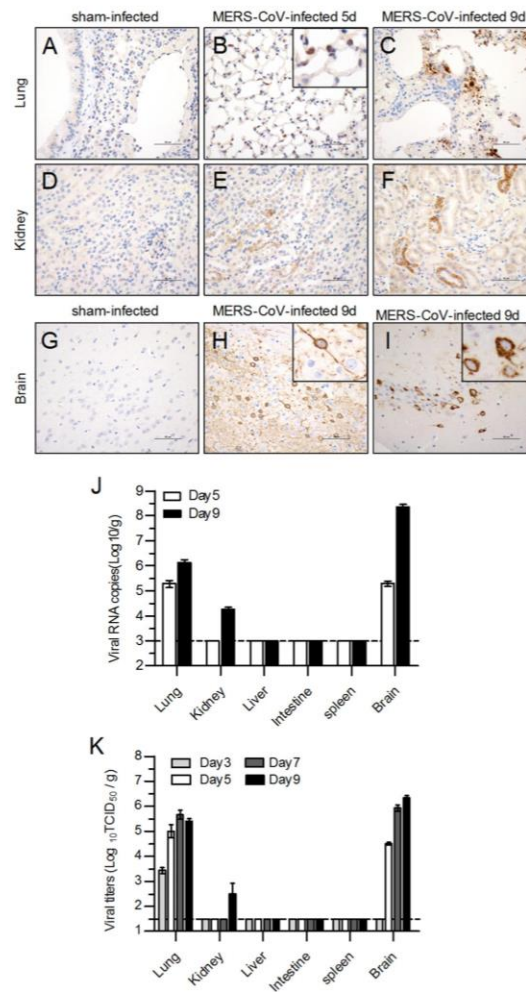 sham-infected MERS-CoV-infected 5d MERS-CoV-infected 9d
A B C
Lung
D E F
Kidney
sham-infected MERS-CoV-infected 9d MERS-CoV-infected 9d
G H I
Brain
J
Day5
Day9
Viral RNA copies(Log10/g)
9
8
7
6
5
4
3
2
Lung Kidney Liver Intestine spleen Brain
K
Day3 Day7
Day5 Day9
Viral titers (Log 10TCID50 / g)
8
7
6
5
4
3
2
1
Lung Kidney Liver Intestine spleen Brain